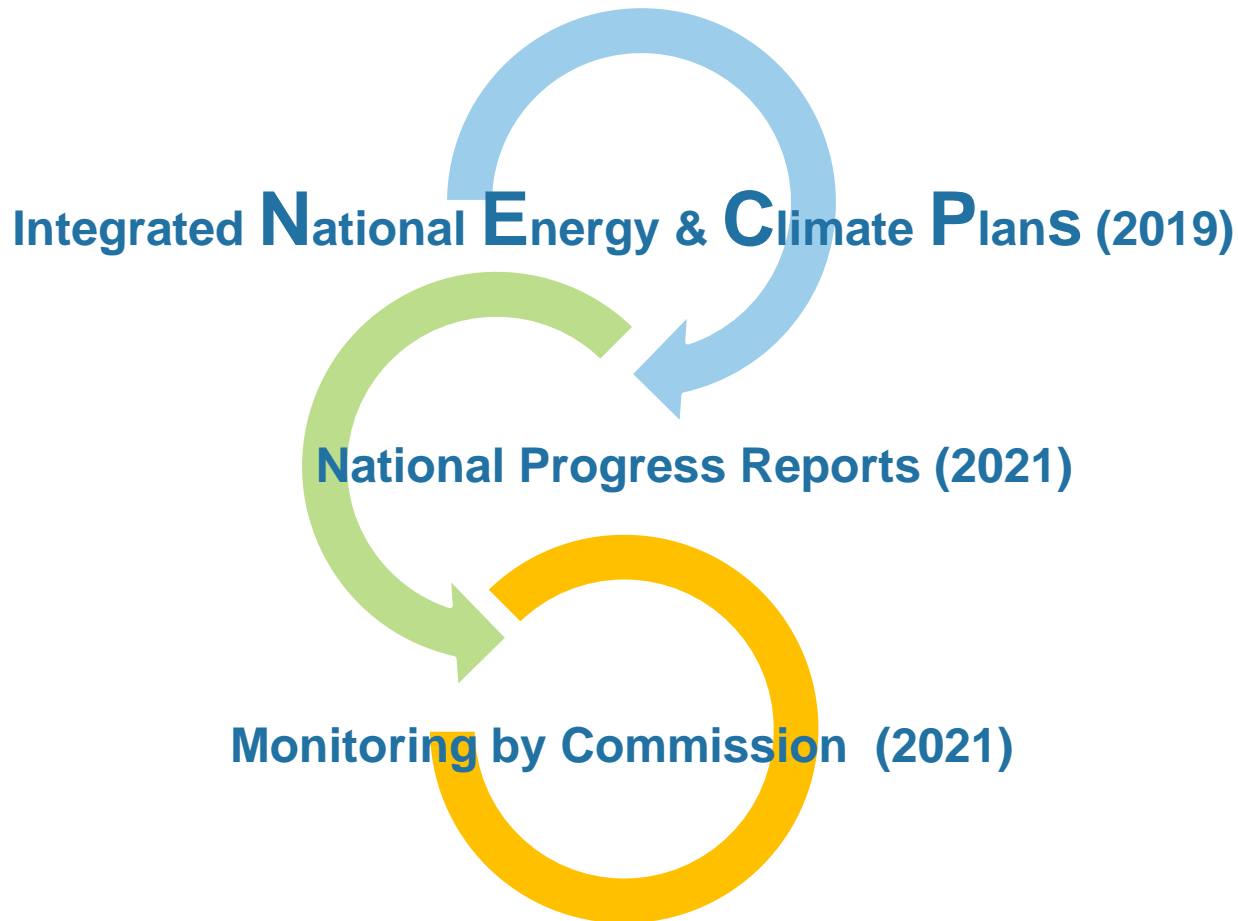 Integrated National Energy & Climate Plans (2019)
National Progress Reports (2021)
Monitoring by Commission  (2021)